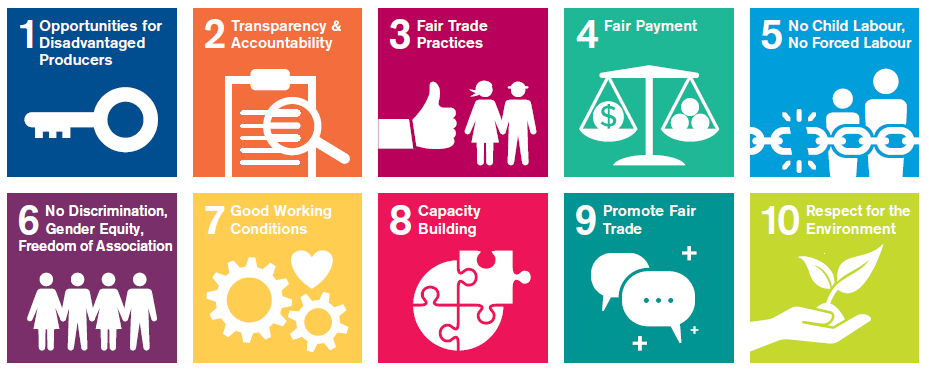 1 Opportunities for
Disadvantaged
Producers
2 Transparency &
Accountability
3 Fair Trade
Practices
4 Fair Payment
$
5 No Child Labour,
No Forced Labour
6 No Discrimination,
Gender Equity,
Freedom of Association
7 Good Working
Conditions
8 Capacity
Building
9 Promote Fair
Trade
10 Respect for the
Environment